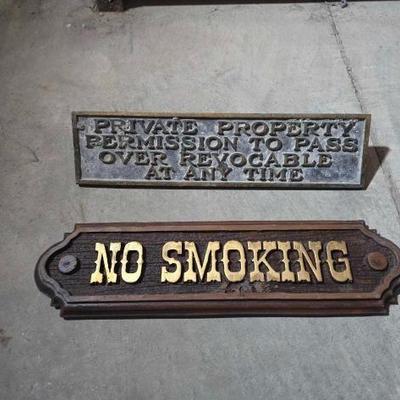 PRIVATE PROPERTY
PERMISSION TO PASS
OVER REVOCABLE
AT ANY TIME
NO SMOKING